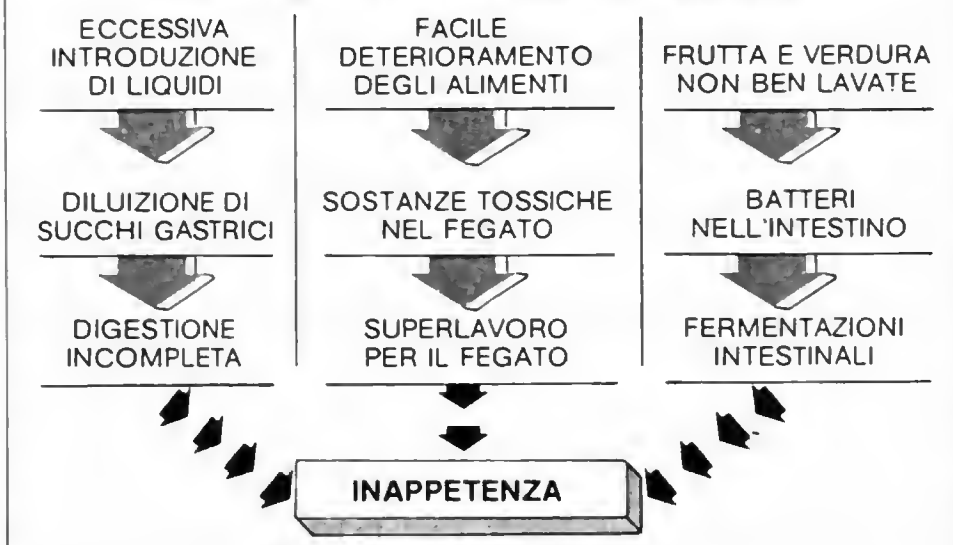 ECCESSIVA
INTRODUZIONE
DI LIQUIDI
DILUIZIONE DI
SUCCHI GASTRICI
DIGESTIONE
INCOMPLETA
FACILE
DETERIORAMENTO
DEGLI ALIMENTI
SOSTANZE TOSSICHE
NEL FEGATO
SUPERLAVORO
PER IL FEGATO
FRUTTA E VERDURA
NON BEN LAVATE
BATTERI
NELL'INTESTINO
FERMENTAZIONI
INTESTINALI
INAPPETENZA